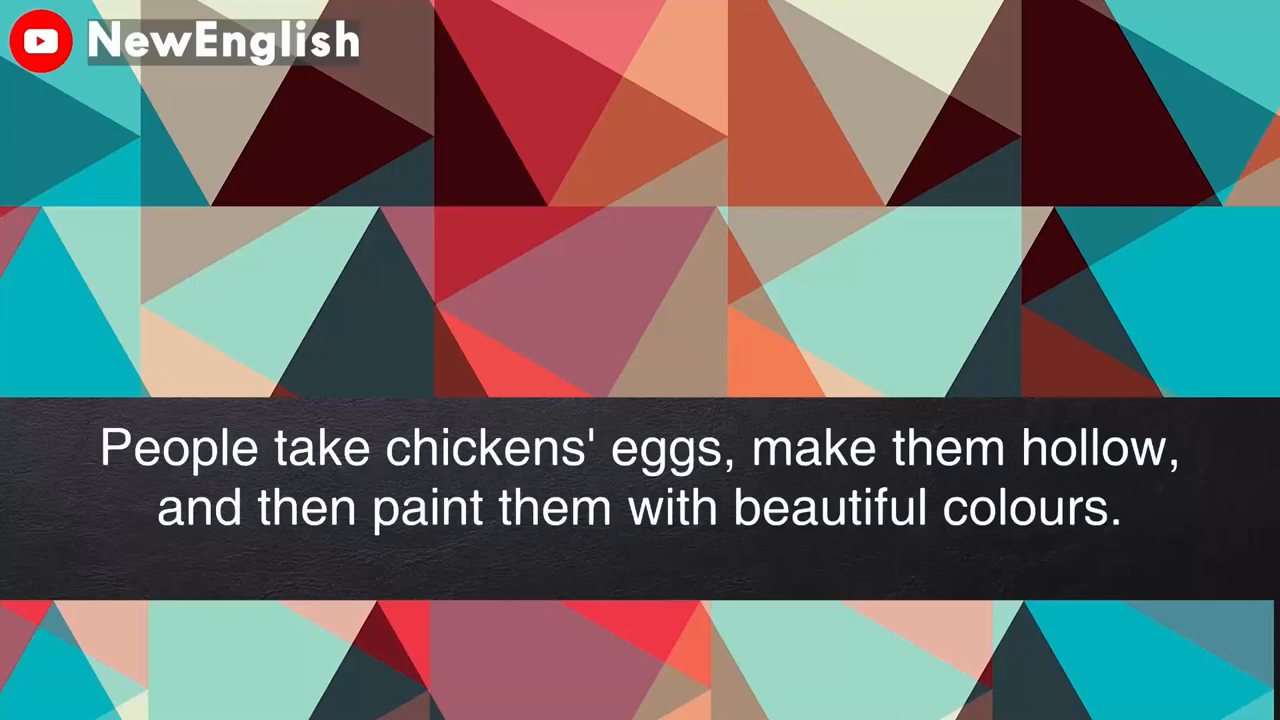 NewEnglish
People take chickens' eggs, make them hollow,
and then paint them with beautiful colours.